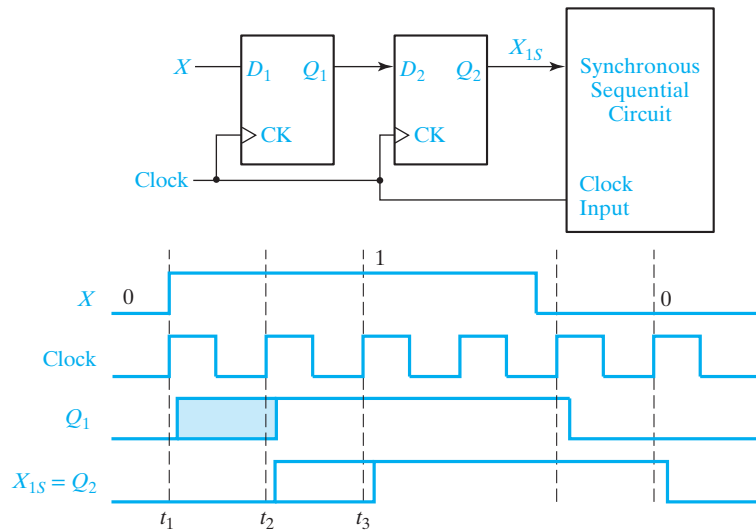 X D₁ Q₁ D₂ Q₂ X₁S
Synchronous
Sequential
Circuit
CK CK
Clock
Clock
Input
X 0 1 0
Clock
Q₁
X₁S = Q₂
t₁ t₂ t₃